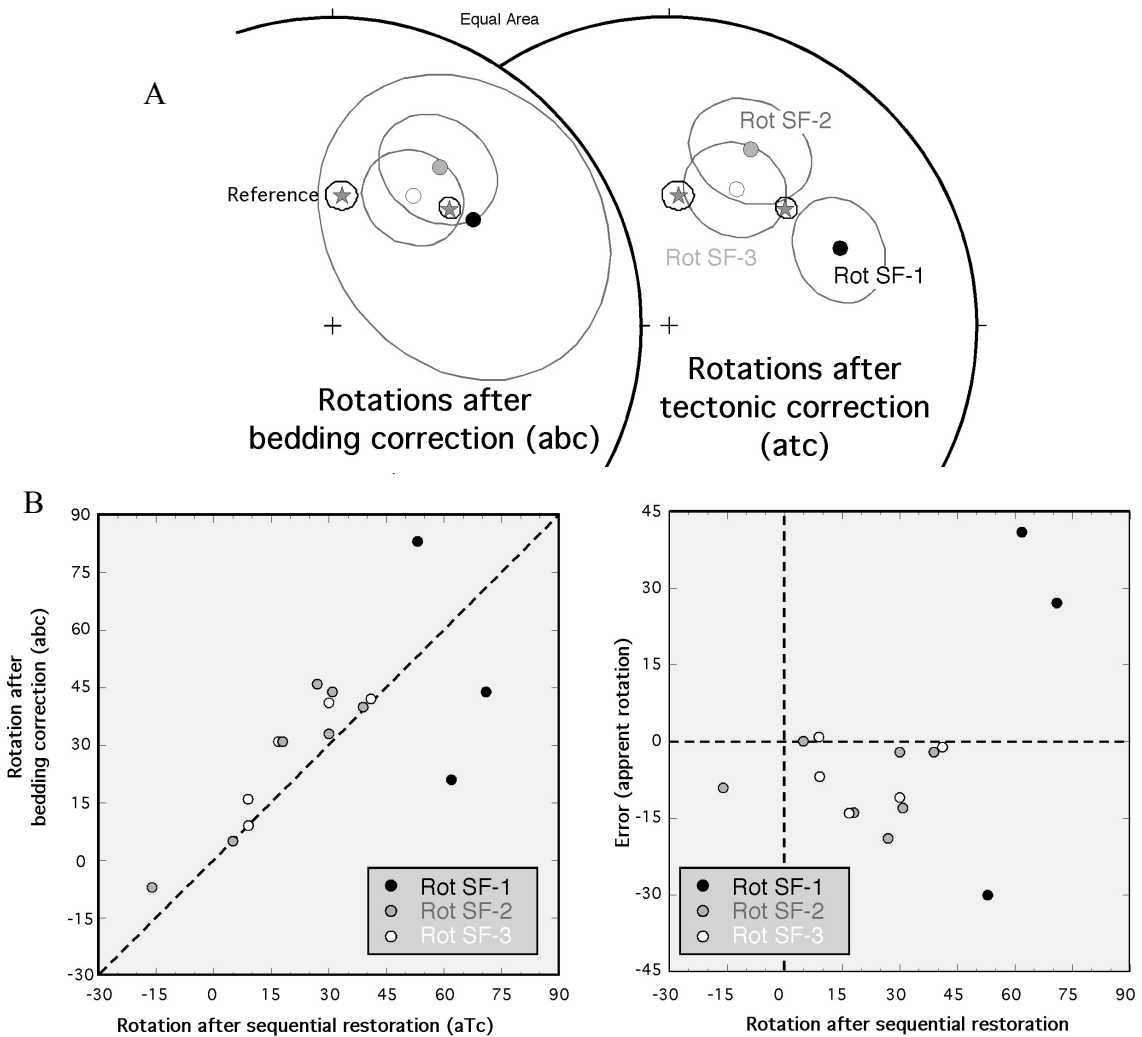 Equal Area
A
Rot SF-2
Reference
Rot SF-3
Rot SF-1
Rotations after
bedding correction (abc)
Rotations after
tectonic correction
(atc)
B
90
75
60
45
30
15
0
-15
-30
Rotation after
bedding correction (abc)
Rot SF-1
Rot SF-2
Rot SF-3
-30
-15
0
15
30
45
60
75
90
Rotation after sequential restoration (aTc)
45
30
15
0
-15
-30
-45
Error (apprent rotation)
Rot SF-1
Rot SF-2
Rot SF-3
-30
-15
0
15
30
45
60
75
90
Rotation after sequential restoration